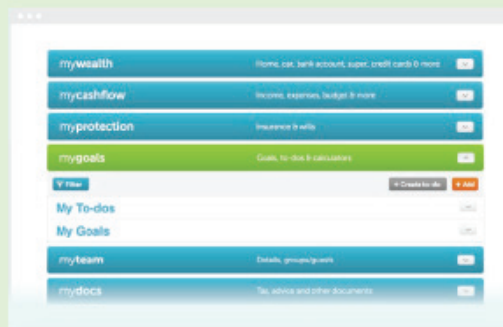 mywealth Home, car, bank account, super, credit cards & more
mycashflow Income, expenses, budget & more
myprotection Insurance & wills
mygoals Goals, to-dos & calculators
Filter + Create to-do + Add
My To-dos
My Goals
myteam Details, groups/guests
mydocs Tax, advice and other documents